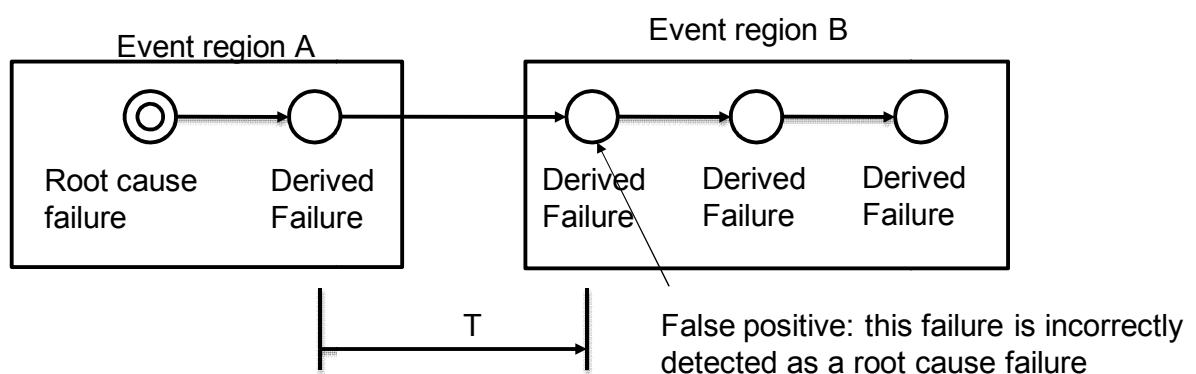 Event region A
Event region B
Root cause
failure
Derived
Failure
Derived
Failure
Derived
Failure
Derived
Failure
T
False positive: this failure is incorrectly
detected as a root cause failure